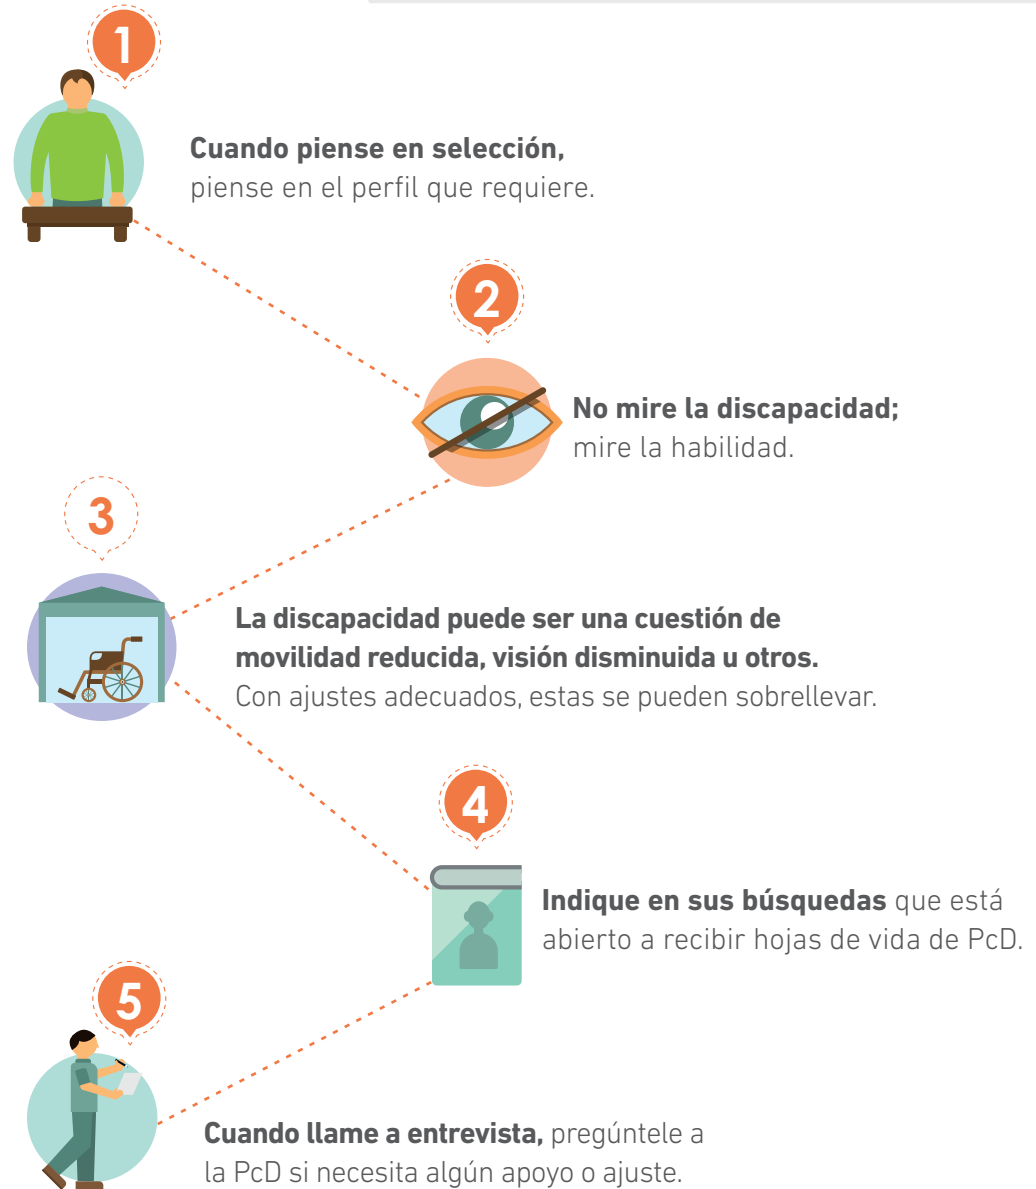 1
Cuando piense en selección,
piense en el perfil que requiere.
2
No mire la discapacidad;
mire la habilidad.
3
La discapacidad puede ser una cuestión de
movilidad reducida, visión disminuida u otros.
Con ajustes adecuados, estas se pueden sobrellevar.
4
Indique en sus búsquedas que está
abierto a recibir hojas de vida de PcD.
5
Cuando llame a entrevista, pregúntele a
la PcD si necesita algún apoyo o ajuste.